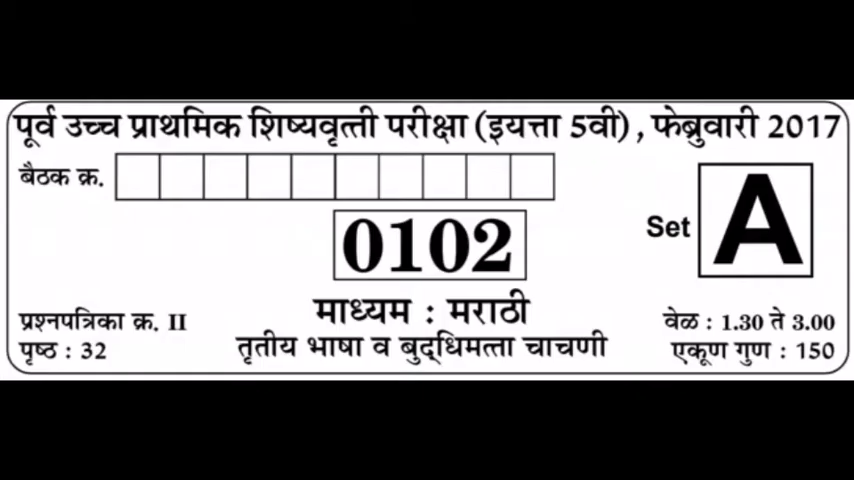 पूर्व उच्च प्राथमिक शिष्यवृत्ती परीक्षा (इयत्ता 5वी), फेब्रुवारी 2017
बैठक क्र.
Set A
0102
माध्यम : मराठी
प्रश्नपत्रिका क्र. II
वेळ : 1.30 ते 3.00
पृष्ठ : 32
तृतीय भाषा व बुद्धिमत्ता चाचणी
एकूण गुण : 150